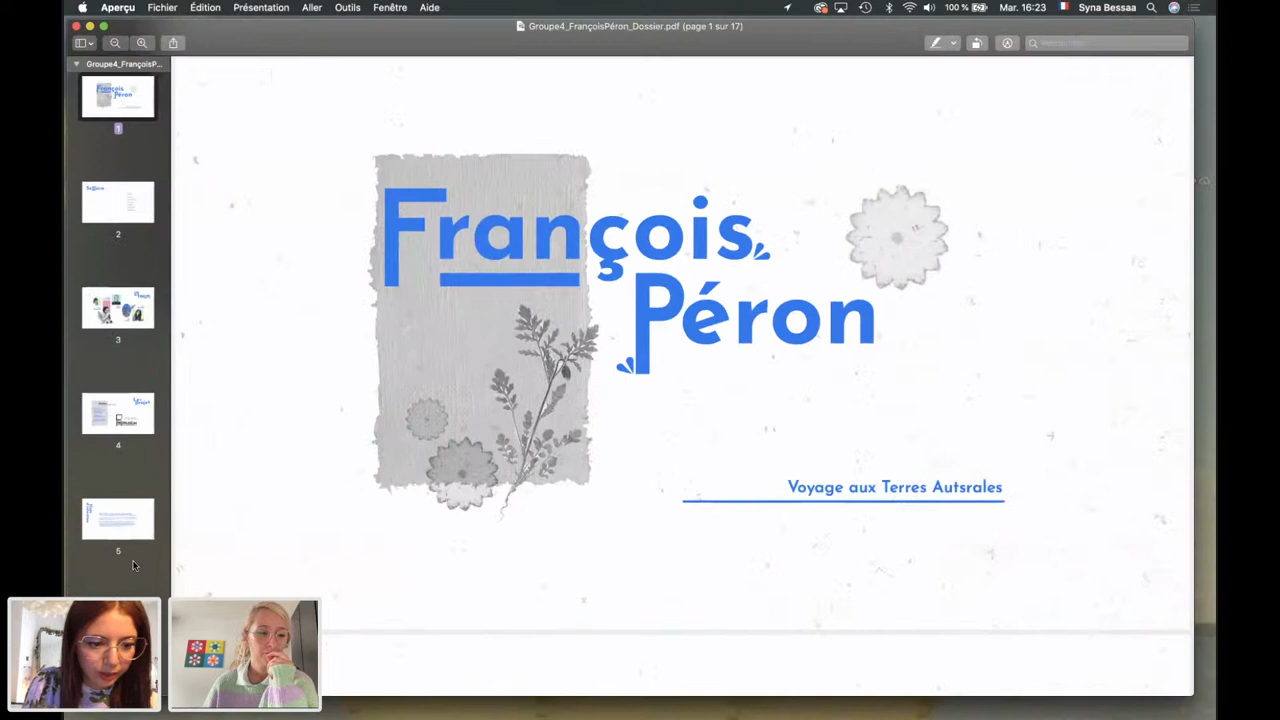 Aperçu Fichier Édition Présentation Aller Outils Fenêtre Aide 100 % Mar. 16:23 Syna Bessaa
Groupe4_FrançoisPéron_Dossier.pdf (page 1 sur 17)
Groupe4_FrançoisP...
1
2
3
4
5
François
Péron
Voyage aux Terres Autsrales